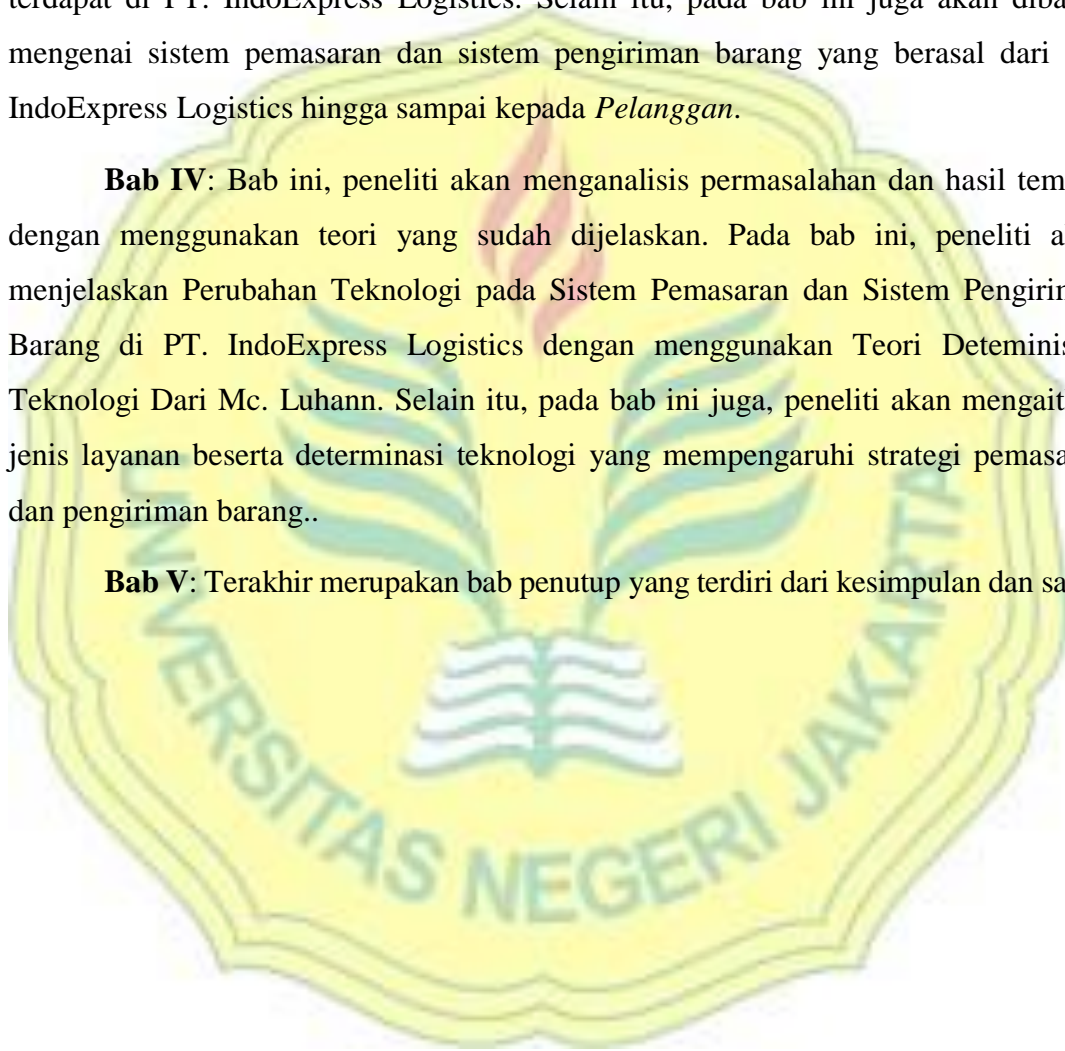 terdapat di PT. IndoExpress Logistics. Selain itu, pada bab ini juga akan diba
mengenai sistem pemasaran dan sistem pengiriman barang yang berasal dari
IndoExpress Logistics hingga sampai kepada Pelanggan.
Bab IV: Bab ini, peneliti akan menganalisis permasalahan dan hasil tem
dengan menggunakan teori yang sudah dijelaskan. Pada bab ini, peneliti a
menjelaskan Perubahan Teknologi pada Sistem Pemasaran dan Sistem Pengirin
Barang di PT. IndoExpress Logistics dengan menggunakan Teori Deteminis
Teknologi Dari Mc. Luhann. Selain itu, pada bab ini juga, peneliti akan mengait
jenis layanan beserta determinasi teknologi yang mempengaruhi strategi pemasa
dan pengiriman barang..
Bab V: Terakhir merupakan bab penutup yang terdiri dari kesimpulan dan sa
UNIVERSITAS NEGERI JAKARTA